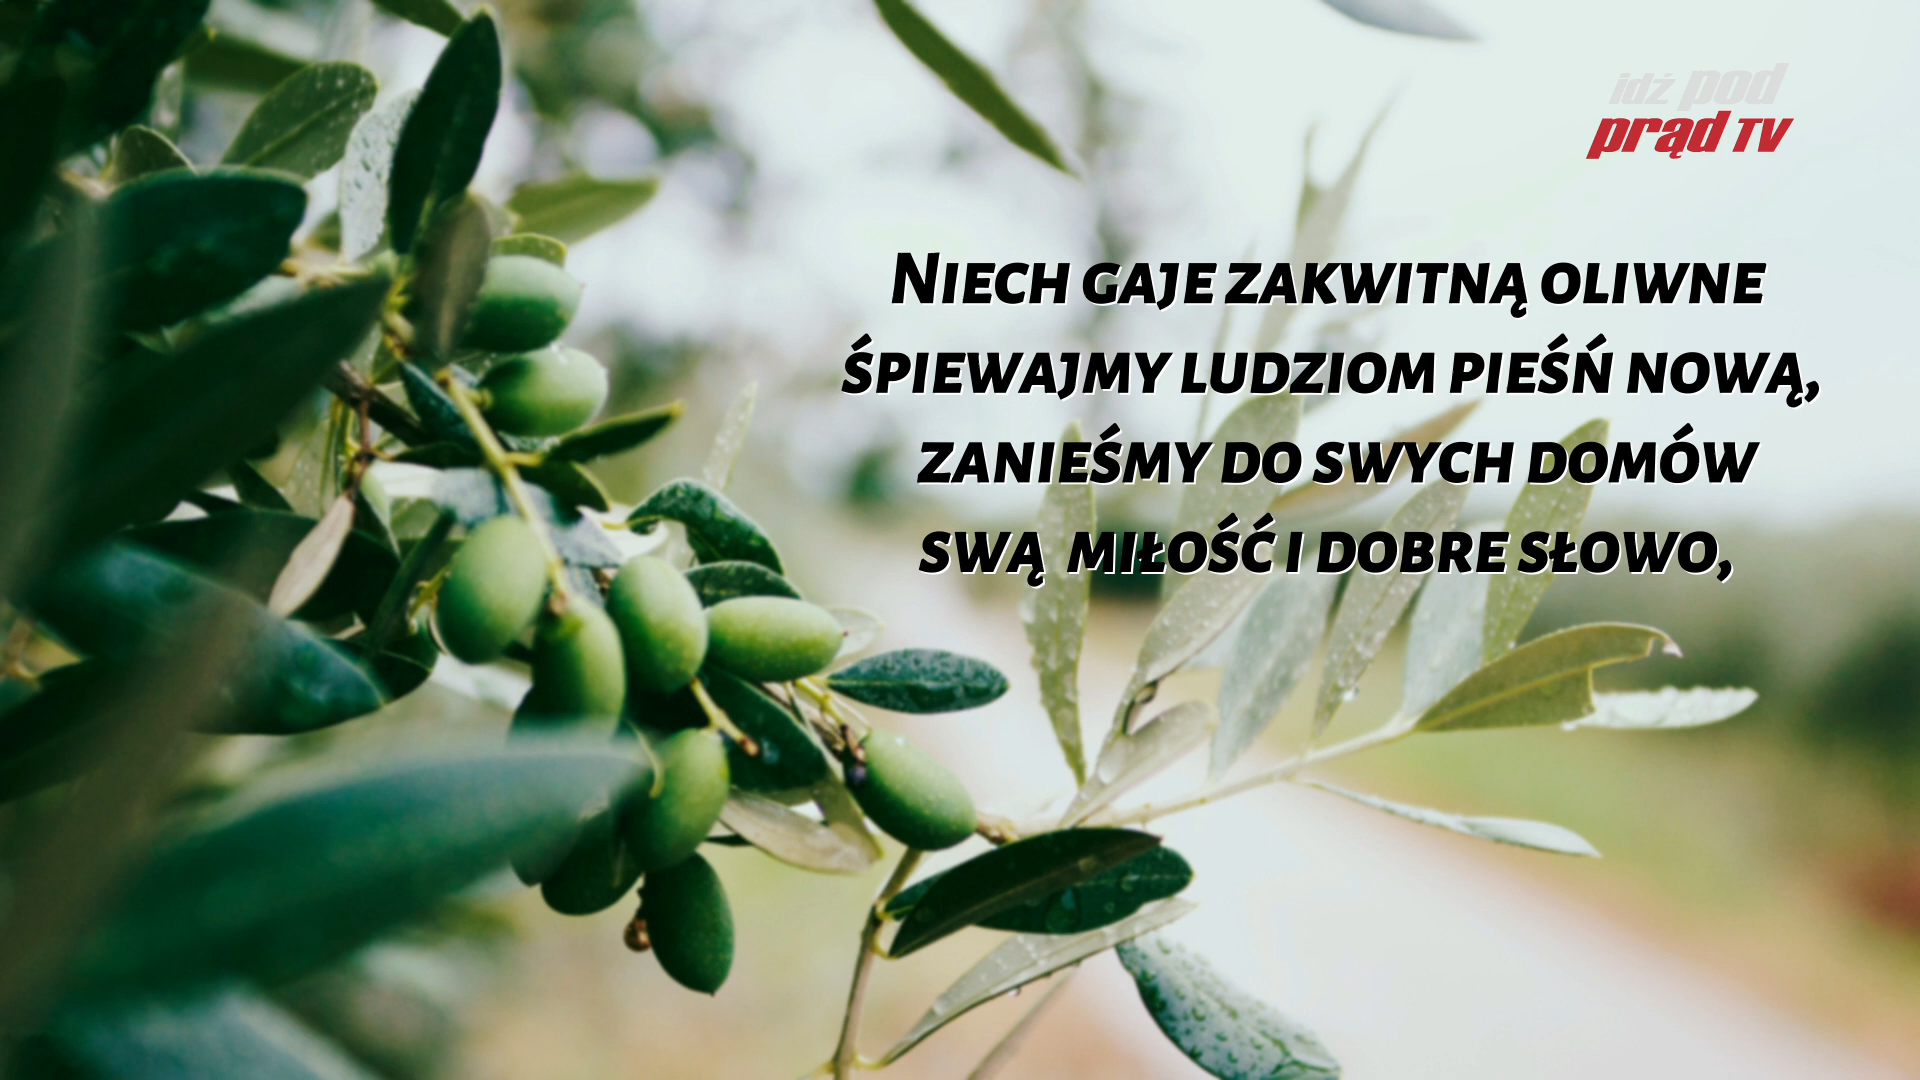 idź pod
prąd TV
Niech gaje zakwitną oliwne
śpiewajmy ludziom pieśń nową,
zanieśmy do swych domów
swą miłość i dobre słowo,